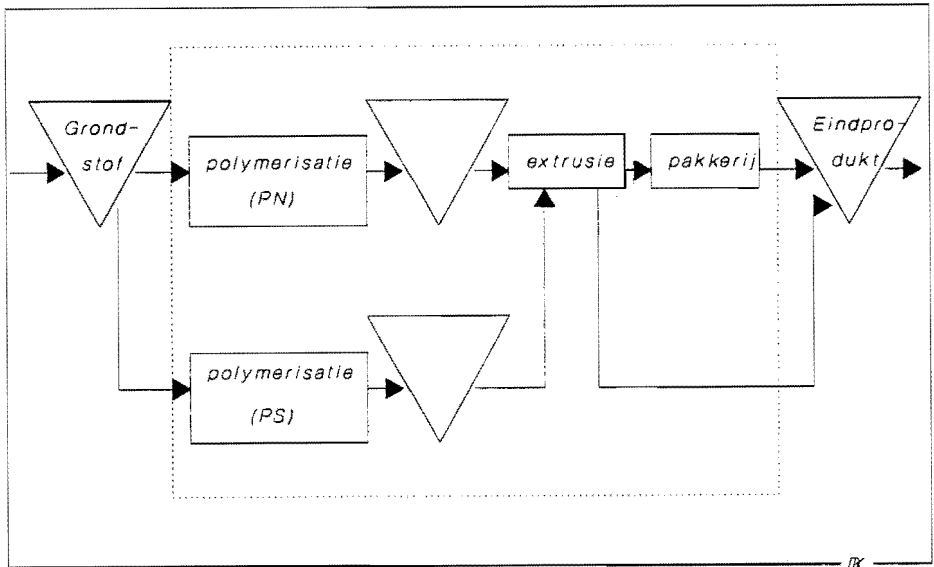 Grond-
stof
polymerisatie
(PN)
extrusie
pakkerij
Eindpro-
dukt
polymerisatie
(PS)